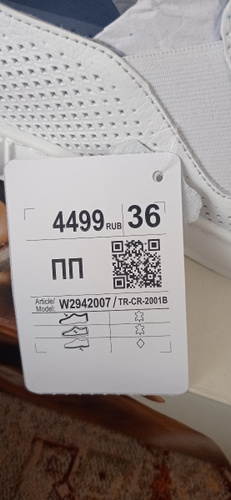 4499 RUB 36
ПП
Article/ Model: W2942007 / TR-CR-2001B